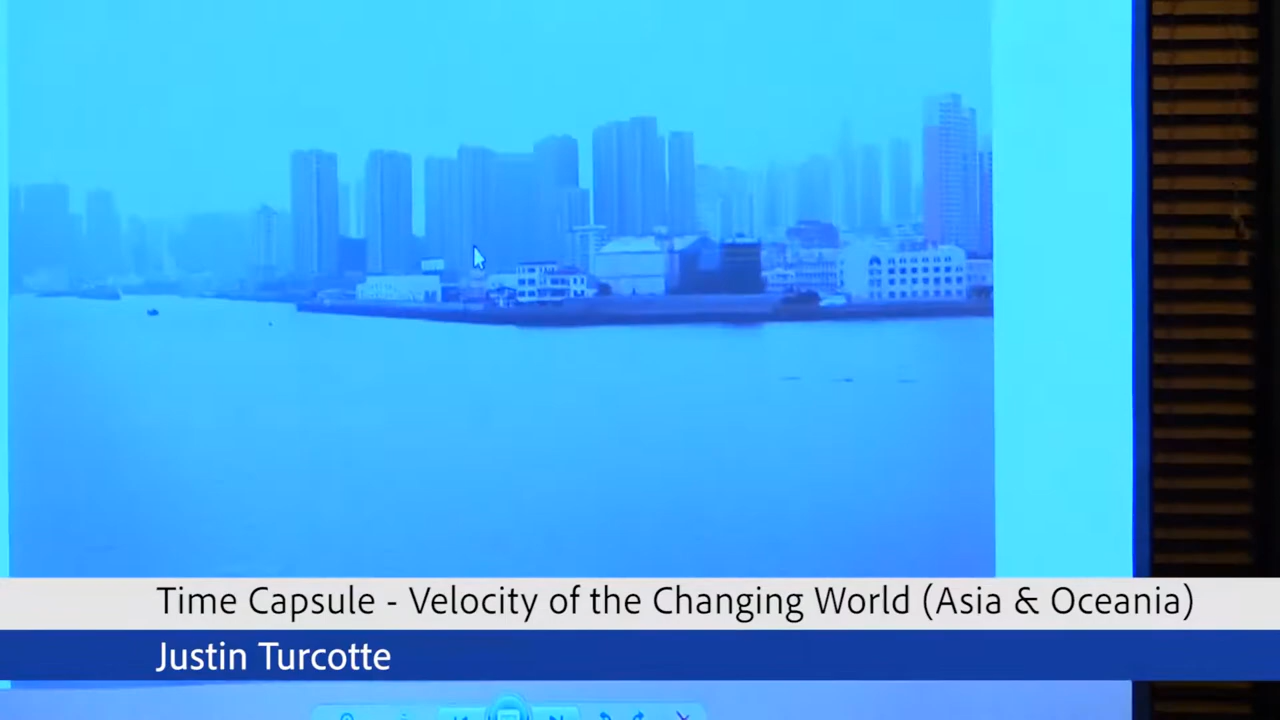 Time Capsule - Velocity of the Changing World (Asia & Oceania)
Justin Turcotte